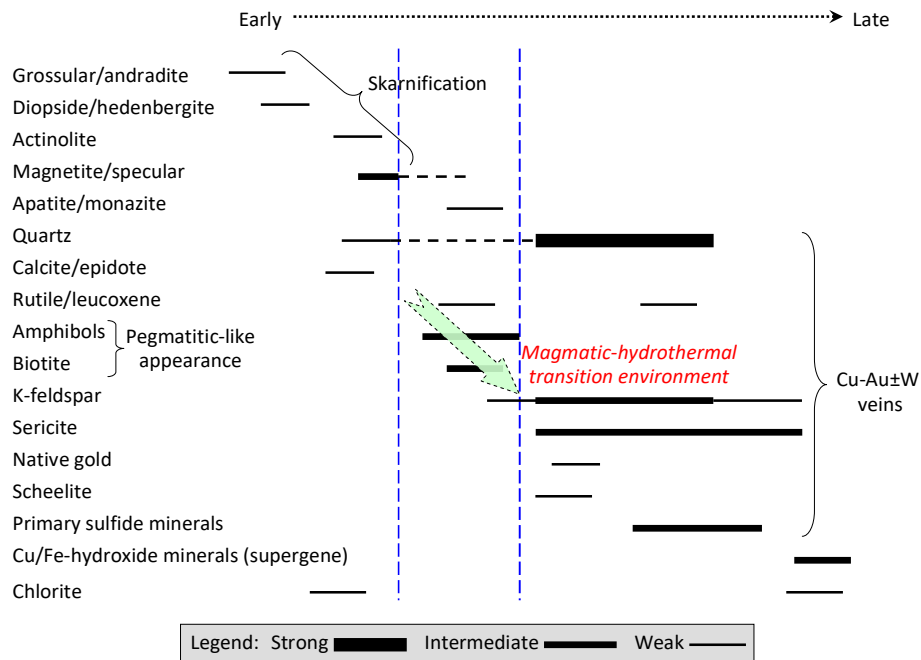 Early
Late
Grossular/andradite
Skarnification
Diopside/hedenbergite
Actinolite
Magnetite/specular
Apatite/monazite
Quartz
Calcite/epidote
Rutile/leucoxene
Amphibols
Pegmatitic-like
appearance
Biotite
Magmatic-hydrothermal
transition environment
K-feldspar
Cu-Au±W
veins
Sericite
Native gold
Scheelite
Primary sulfide minerals
Cu/Fe-hydroxide minerals (supergene)
Chlorite
Legend: Strong Intermediate Weak